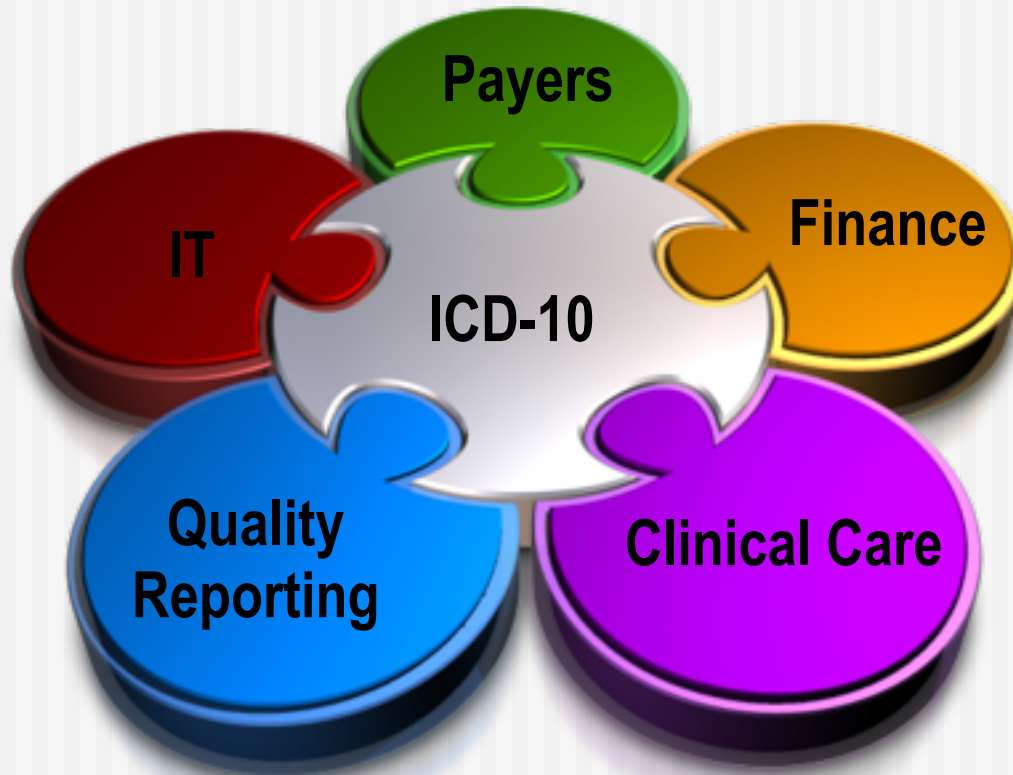 Payers
IT
Finance
ICD-10
Quality
Reporting
Clinical Care